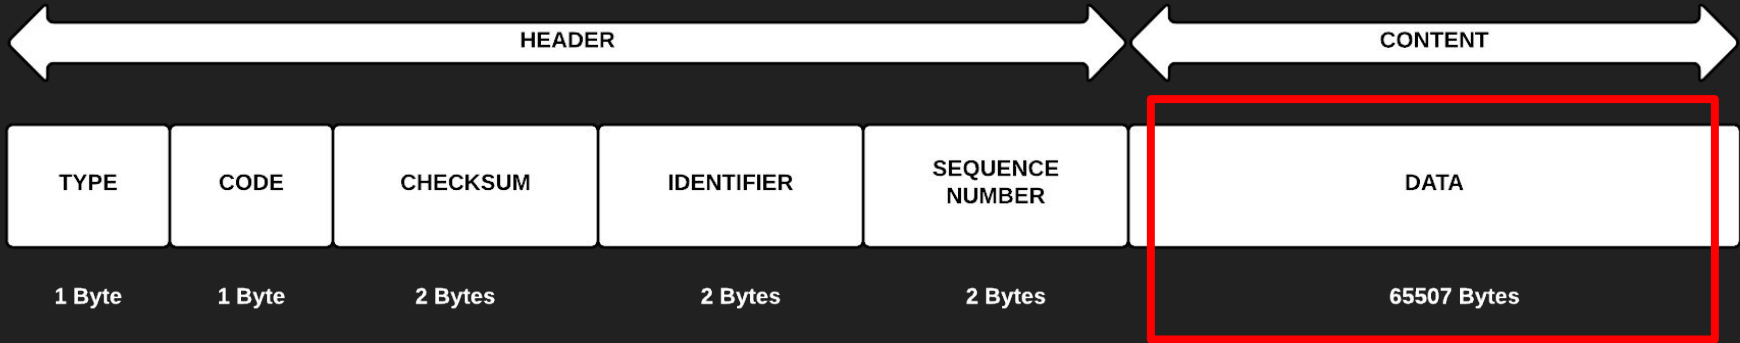 HEADER
CONTENT
TYPE
CODE
CHECKSUM
IDENTIFIER
SEQUENCE
NUMBER
DATA
1 Byte
1 Byte
2 Bytes
2 Bytes
2 Bytes
65507 Bytes